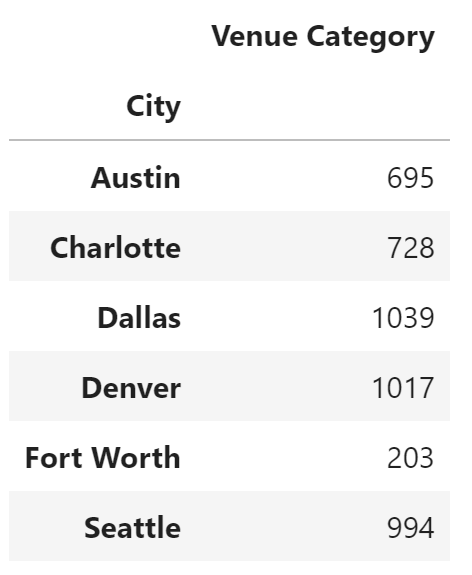 Venue Category
City
Austin 695
Charlotte 728
Dallas 1039
Denver 1017
Fort Worth 203
Seattle 994